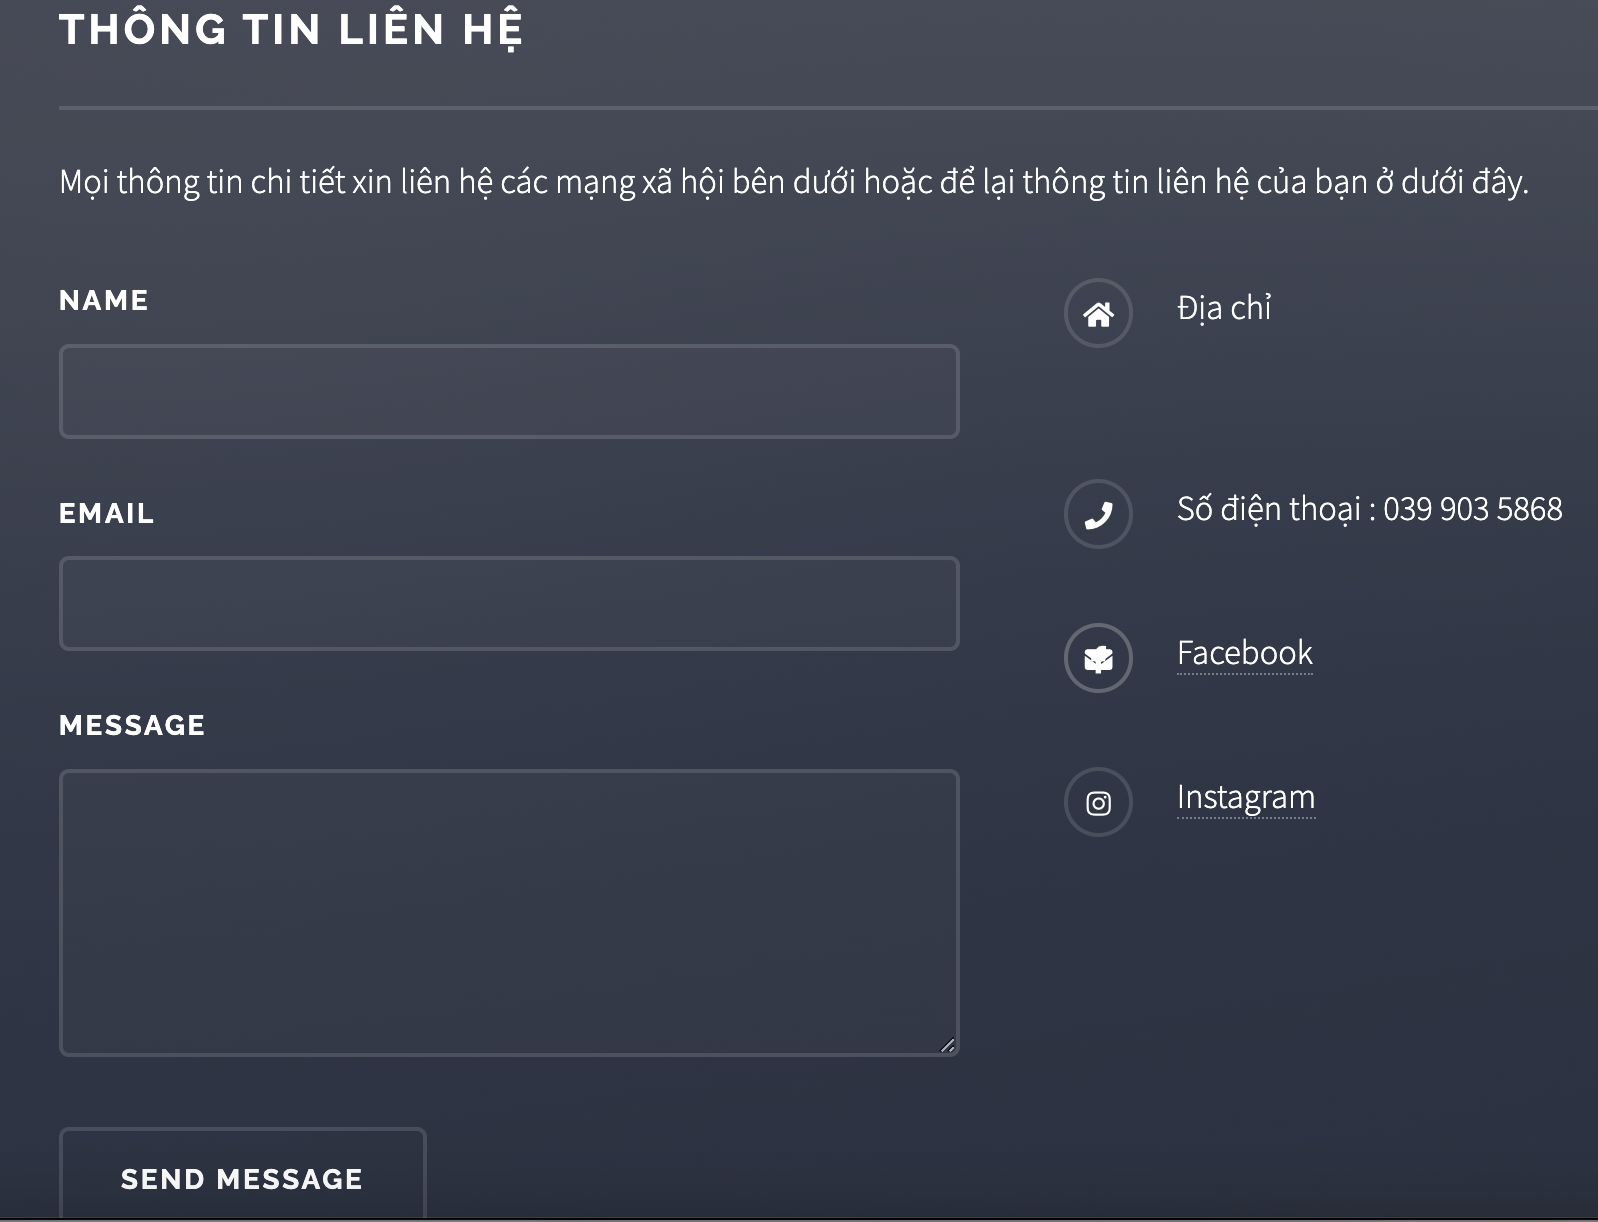 THÔNG TIN LIÊN HỆ
Mọi thông tin chi tiết xin liên hệ các mạng xã hội bên dưới hoặc để lại thông tin liên hệ của bạn ở dưới đây.
NAME
EMAIL
MESSAGE
SEND MESSAGE
Địa chỉ
Số điện thoại : 039 903 5868
Facebook
Instagram